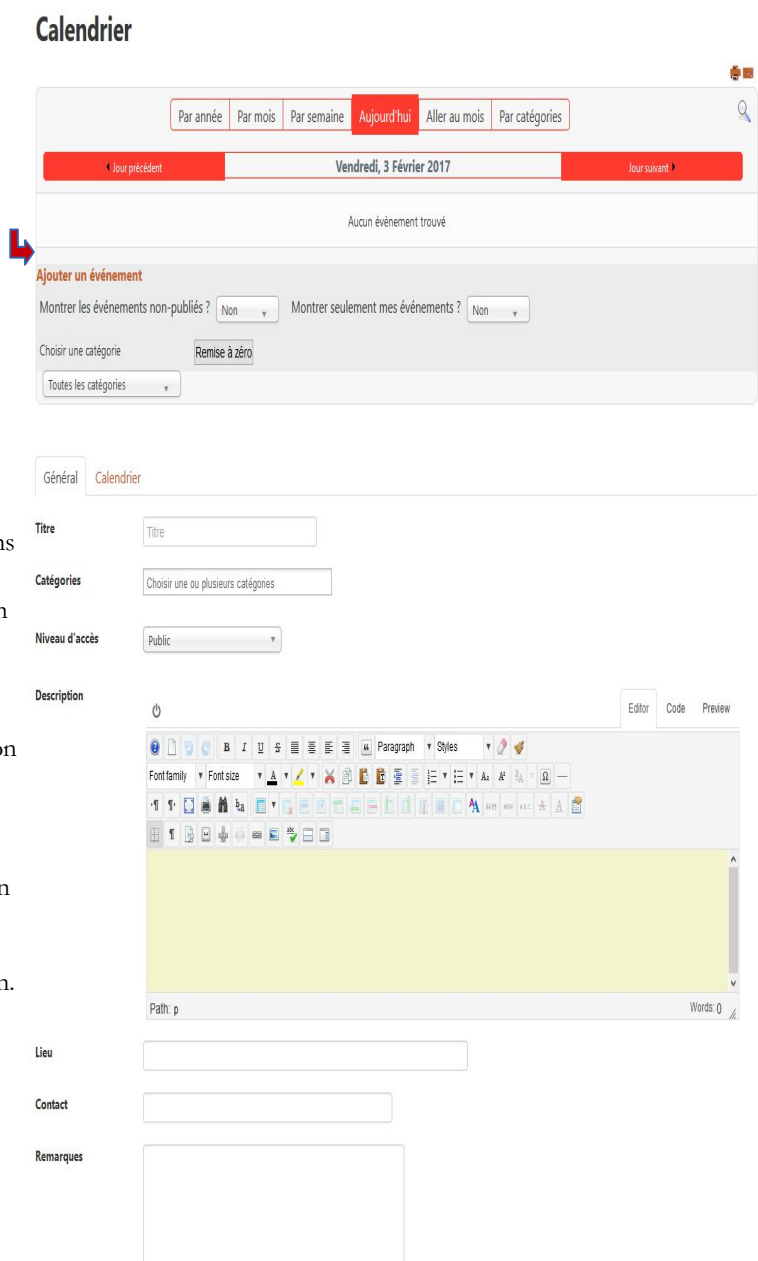 Calendrier
Par année Par mois Par semaine Aujourd'hui Aller au mois Par catégories
Jour précédent Vendredi, 3 Février 2017 Jour suivant
Aucun évènement trouvé
Ajouter un événement
Montrer les événements non-publiés ? Non Montrer seulement mes événements ? Non
Choisir une catégorie Remise à zéro
Toutes les catégories
Général Calendrier
Titre Titre
ns
Catégories Choisir une ou plusieurs catégories
n
Niveau d'accès Public
Description Editor Code Preview
on
Paragraph Styles
Font family Font size
n
n.
Path: p Words: 0
Lieu
Contact
Remarques